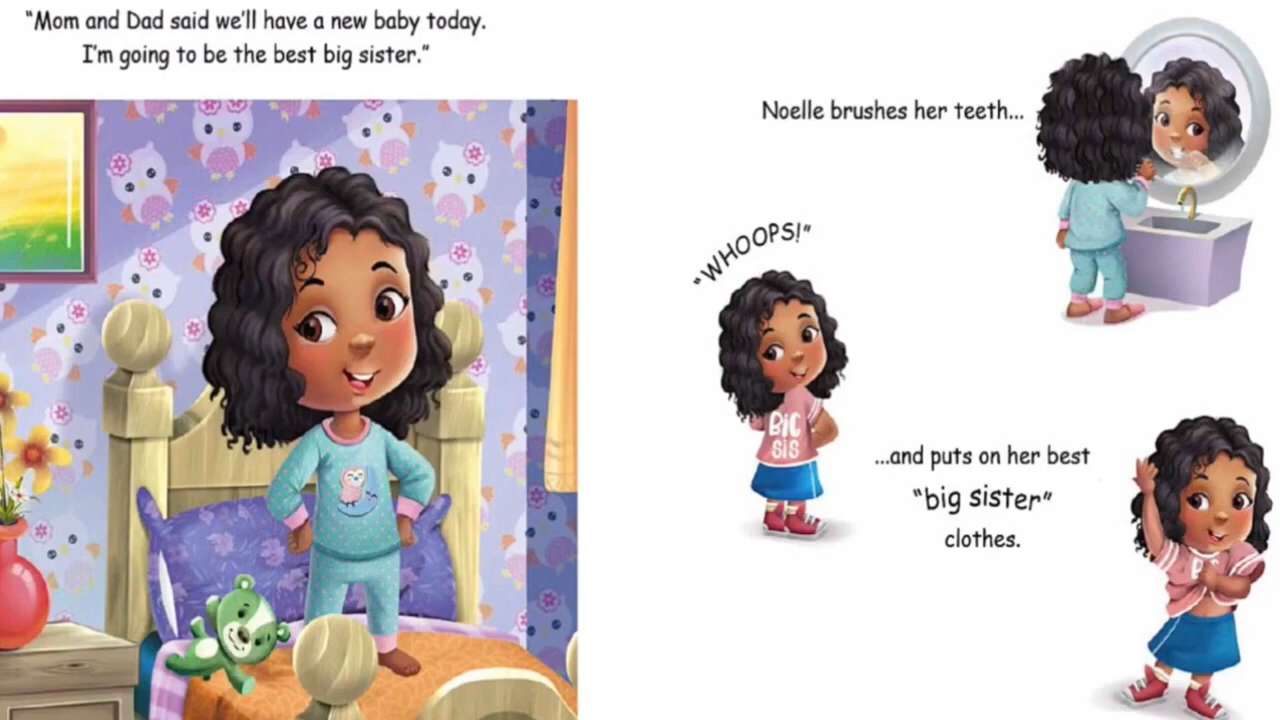 “Mom and Dad said we’ll have a new baby today.
I’m going to be the best big sister.”
Noelle brushes her teeth...
“WHOOPS!”
BIG
SIS
...and puts on her best
“big sister”
clothes.